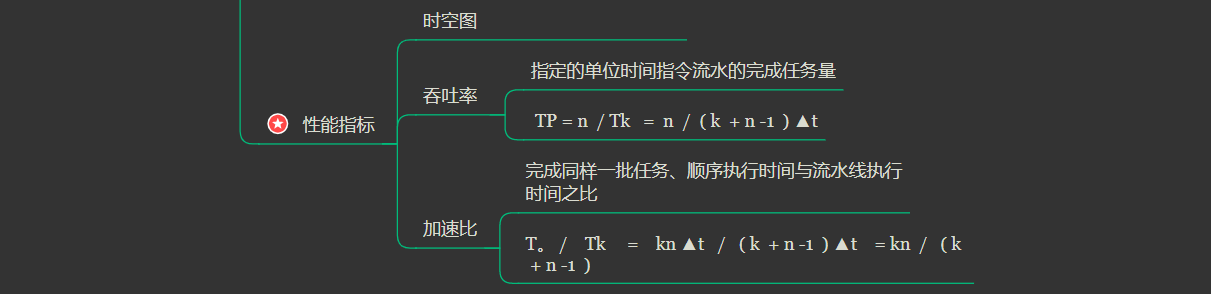 时空图
指定的单位时间指令流水的完成任务量
吞吐率
TP = n / Tk = n / ( k + n -1 ) ▲t
性能指标
完成同样一批任务、顺序执行时间与流水线执行
时间之比
加速比
T。 / Tk = kn ▲t / ( k + n -1 ) ▲t = kn / ( k
+ n -1 )